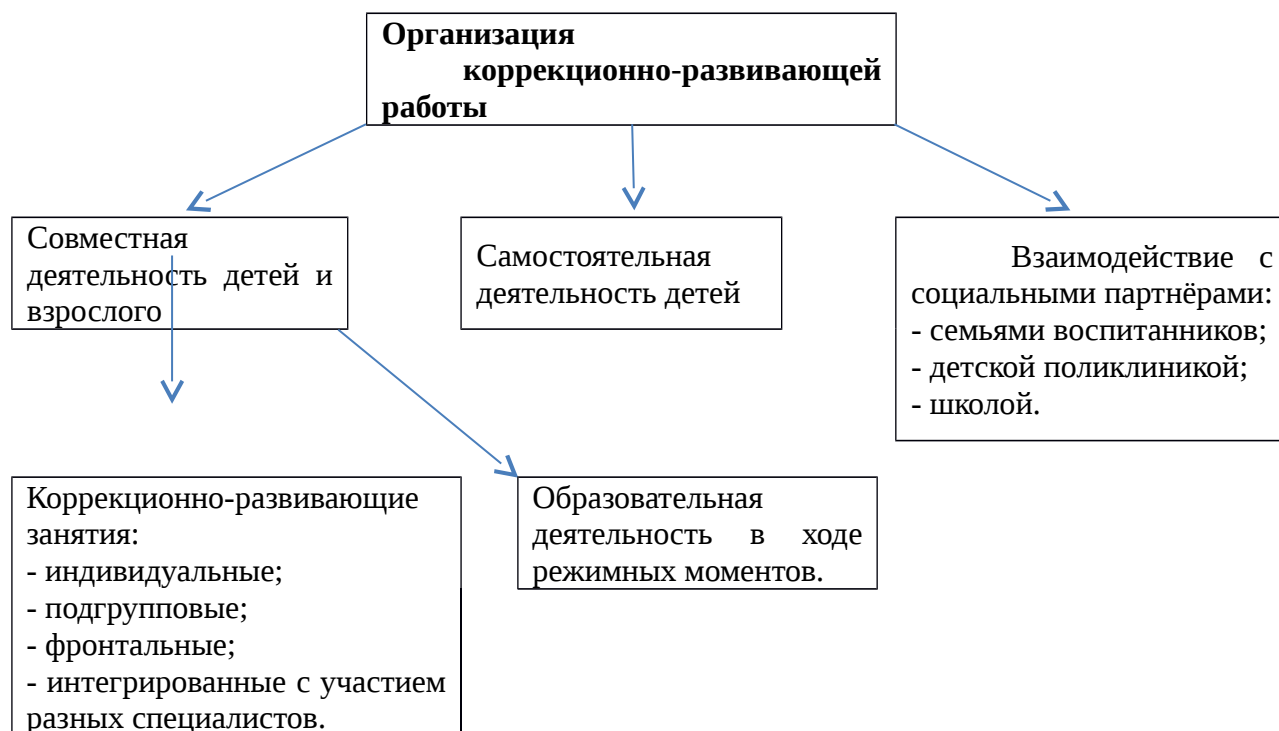 Организация
коррекционно-развивающей
работы
Совместная
деятельность детей и
взрослого
Самостоятельная
деятельность детей
Взаимодействие с
социальными партнёрами:
- семьями воспитанников;
- детской поликлиникой;
- школой.
Коррекционно-развивающие
занятия:
- индивидуальные;
- подгрупповые;
- фронтальные;
- интегрированные с участием
разных специалистов.
Образовательная
деятельность в ходе
режимных моментов.